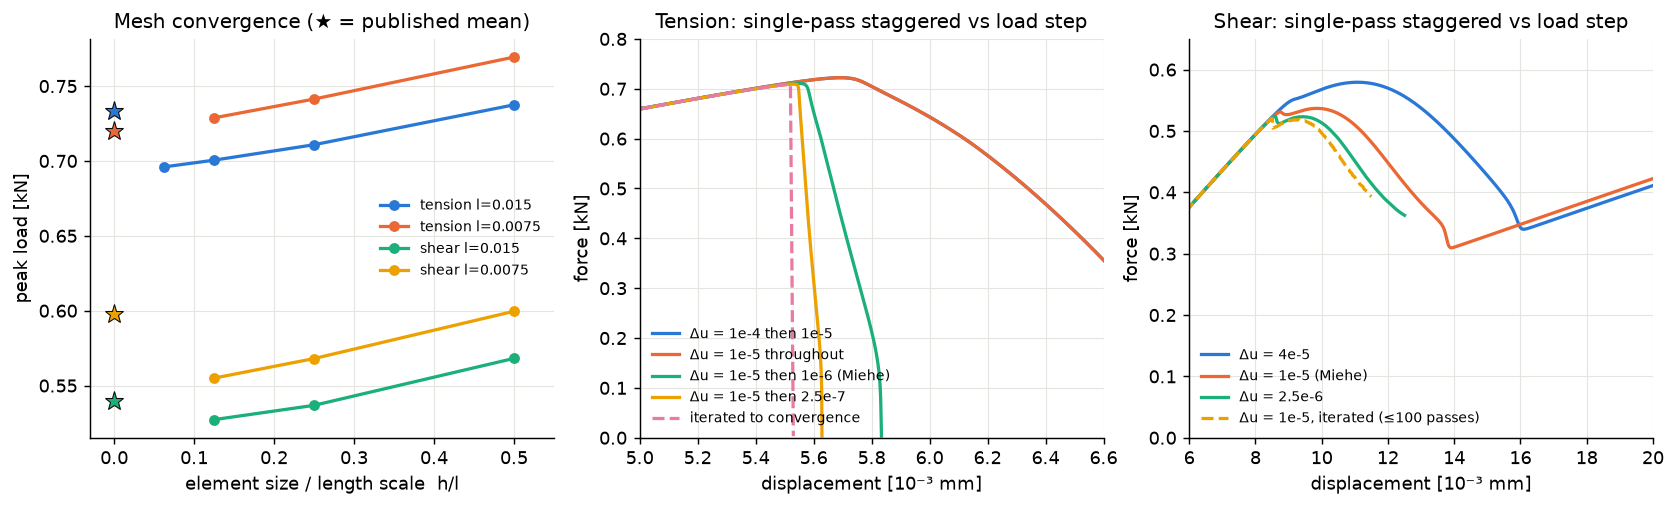 Mesh convergence (★ = published mean)
peak load [kN]
0.75
0.70
0.65
0.60
0.55
tension l=0.015
tension l=0.0075
shear l=0.015
shear l=0.0075
0.0 0.1 0.2 0.3 0.4 0.5
element size / length scale h/l
Tension: single-pass staggered vs load step
force [kN]
0.8
0.7
0.6
0.5
0.4
0.3
0.2
0.1
0.0
Δu = 1e-4 then 1e-5
Δu = 1e-5 throughout
Δu = 1e-5 then 1e-6 (Miehe)
Δu = 1e-5 then 2.5e-7
iterated to convergence
5.0 5.2 5.4 5.6 5.8 6.0 6.2 6.4 6.6
displacement [10⁻³ mm]
Shear: single-pass staggered vs load step
force [kN]
0.6
0.5
0.4
0.3
0.2
0.1
0.0
Δu = 4e-5
Δu = 1e-5 (Miehe)
Δu = 2.5e-6
Δu = 1e-5, iterated (≤100 passes)
6 8 10 12 14 16 18 20
displacement [10⁻³ mm]